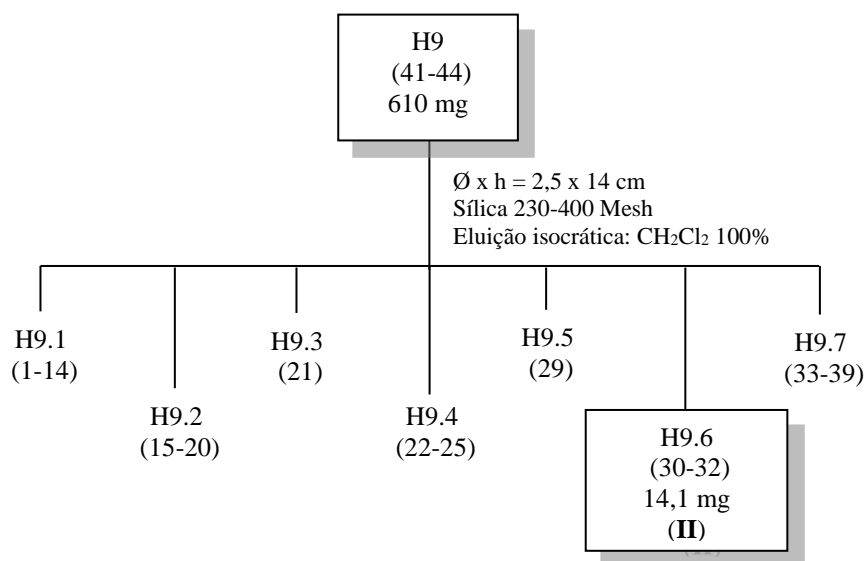 H9
(41-44)
610 mg
Ø x h = 2,5 x 14 cm
Sílica 230-400 Mesh
Eluição isocrática: CH₂Cl₂ 100%
H9.1
(1-14)
H9.2
(15-20)
H9.3
(21)
H9.4
(22-25)
H9.5
(29)
H9.6
(30-32)
14,1 mg
(II)
H9.7
(33-39)